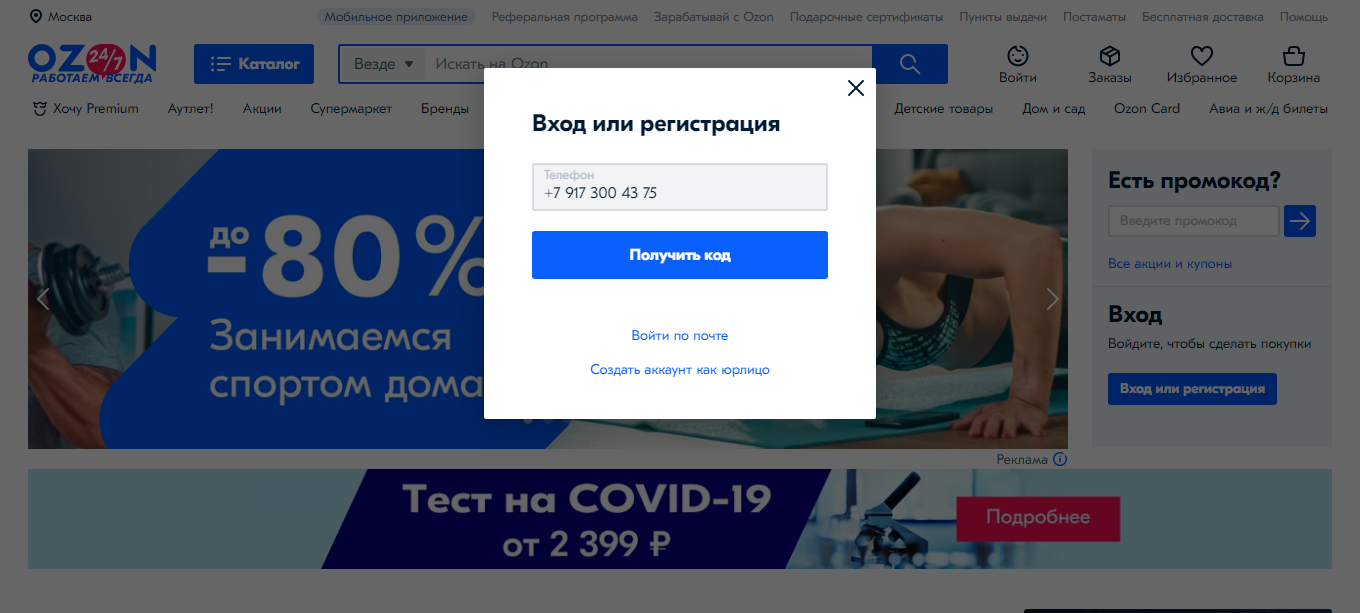 Москва
Мобильное приложение
Реферальная программа
Зарабатывай с Ozon
Подарочные сертификаты
Пункты выдачи
Постаматы
Бесплатная доставка
Помощь
OZON
24/7
РАБОТАЕМ ВСЕГДА
Каталог
Везде
Искать на Ozon
Войти
Заказы
Избранное
Корзина
Хочу Premium
Аутлет!
Акции
Супермаркет
Бренды
Детские товары
Дом и сад
Ozon Card
Авиа и ж/д билеты
Вход или регистрация
Телефон
+7 917 300 43 75
Получить код
Войти по почте
Создать аккаунт как юрлицо
до
-80%
Занимаемся
спортом дома
Есть промокод?
Введите промокод
Все акции и купоны
Вход
Войдите, чтобы сделать покупки
Вход или регистрация
Реклама
Тест на COVID-19
от 2 399 ₽
Подробнее